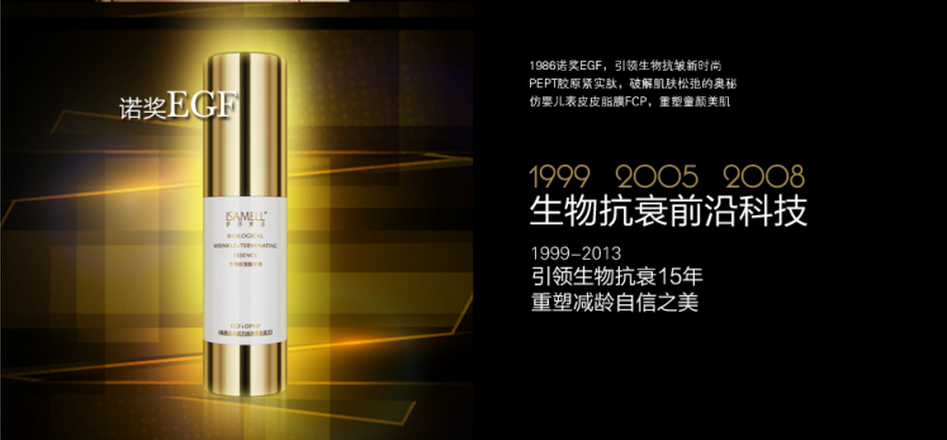 诺奖EGF
ISAMELL
BIOLOGICAL
WRINKLE-TERMINATING
ESSENCE
1986诺奖EGF，引领生物抗皱新时尚
PEPT胶原紧实肽，破解肌肤松弛的奥秘
仿婴儿表皮皮脂膜FCP，重塑童颜美肌
1999 2005 2008
生物抗衰前沿科技
1999-2013
引领生物抗衰15年
重塑减龄自信之美